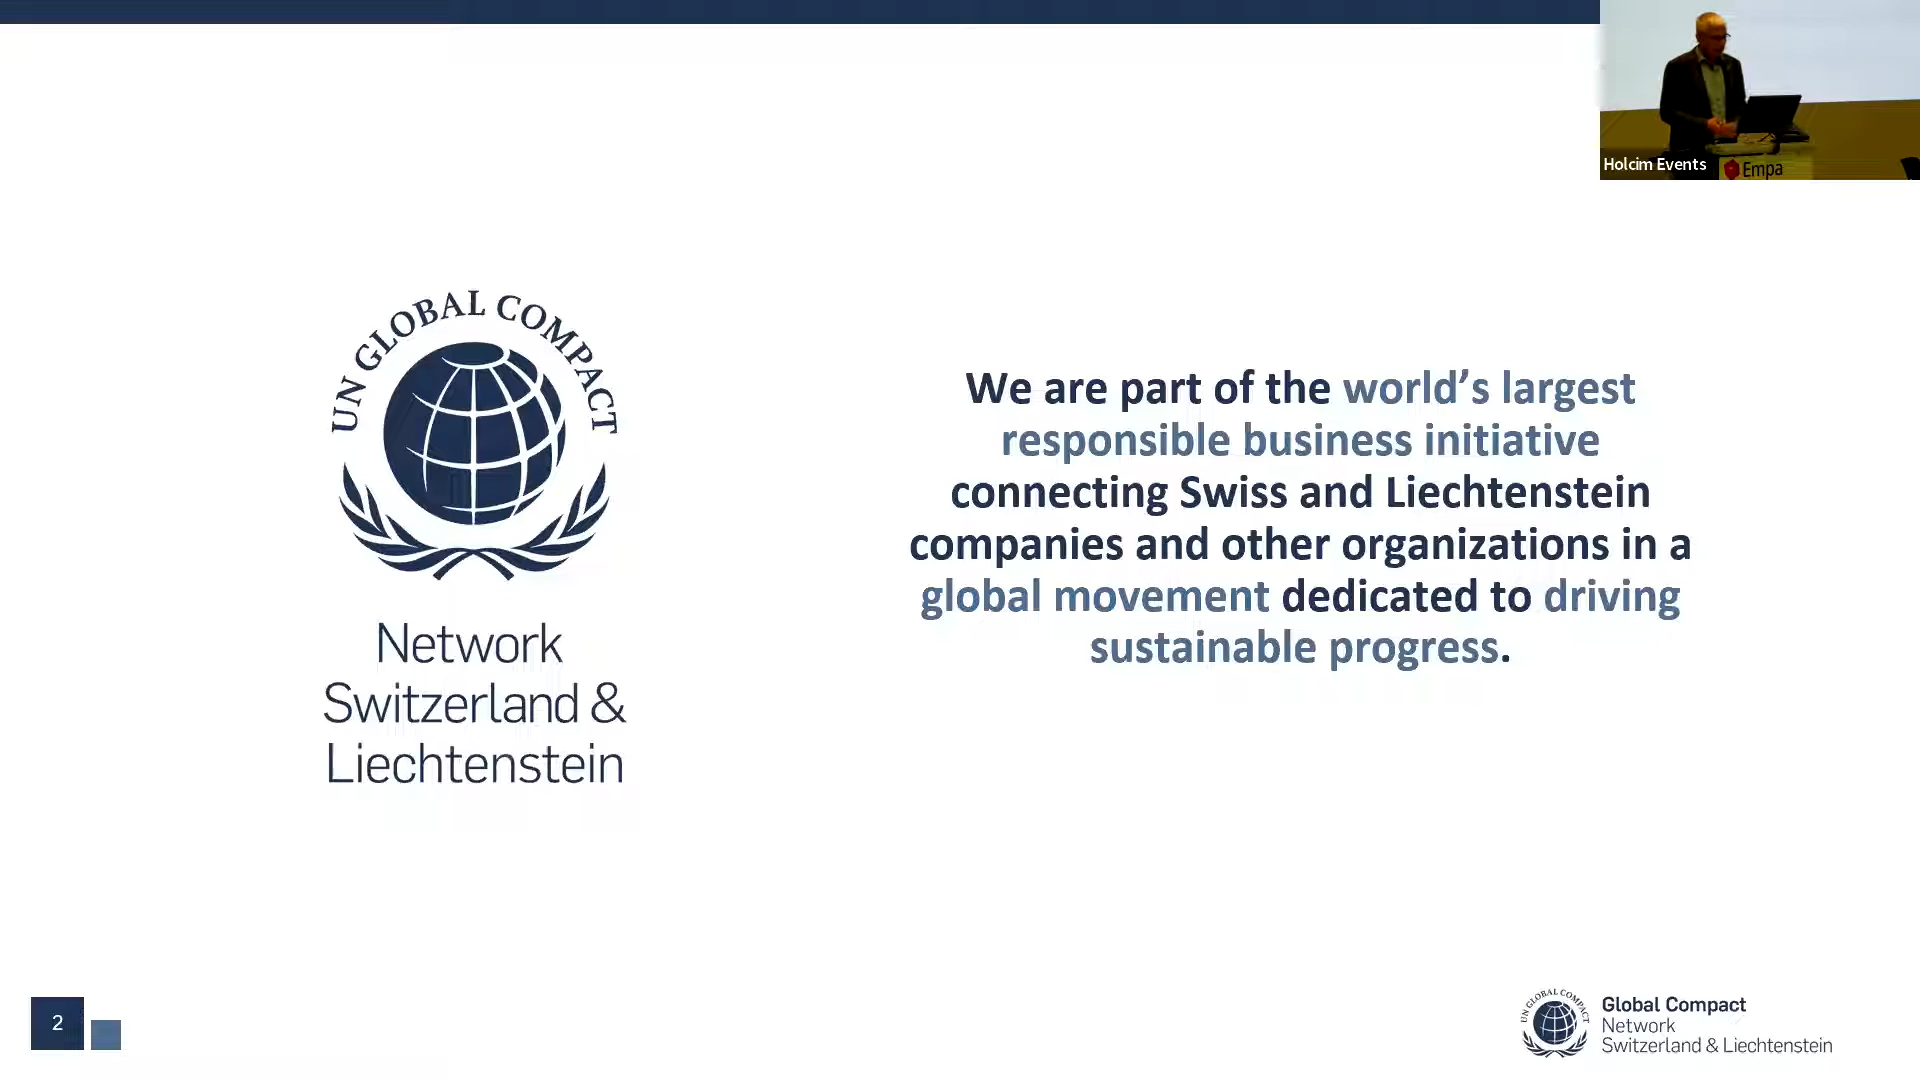 Holcim Events
Empa
UN GLOBAL COMPACT
Network
Switzerland &
Liechtenstein
We are part of the world’s largest
responsible business initiative
connecting Swiss and Liechtenstein
companies and other organizations in a
global movement dedicated to driving
sustainable progress.
2
UN GLOBAL COMPACT
Global Compact
Network
Switzerland & Liechtenstein